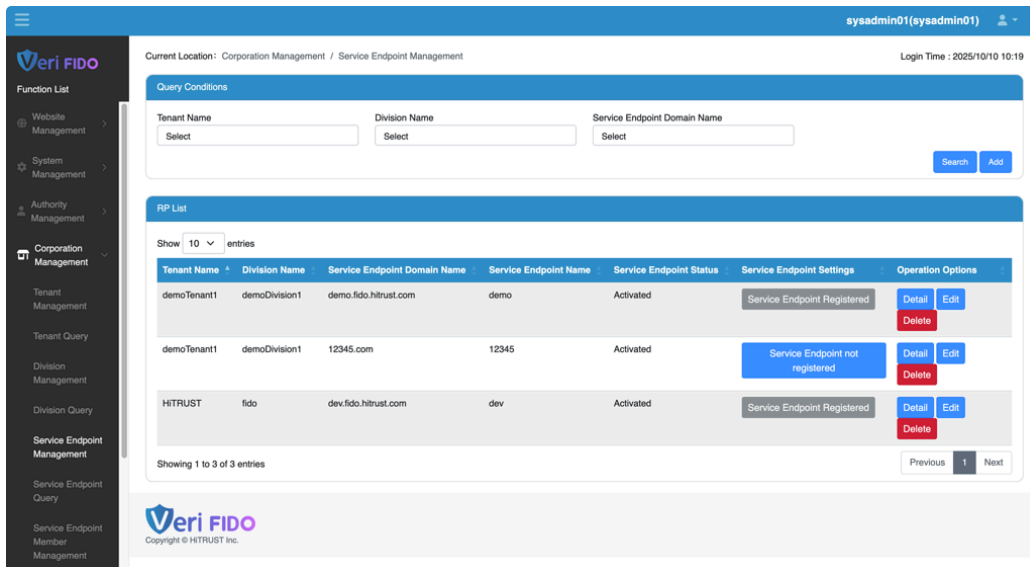 sysadmin01(sysadmin01)
Veri FIDO
Function List
Website
Management
System
Management
Authority
Management
Corporation
Management
Tenant
Management
Tenant Query
Division
Management
Division Query
Service Endpoint
Management
Service Endpoint
Query
Service Endpoint
Member
Management
Current Location: Corporation Management / Service Endpoint Management
Login Time : 2025/10/10 10:19
Query Conditions
Tenant Name Division Name Service Endpoint Domain Name
Select Select Select
Search Add
RP List
Show 10 entries
Tenant Name Division Name Service Endpoint Domain Name Service Endpoint Name Service Endpoint Status Service Endpoint Settings Operation Options
demoTenant1 demoDivision1 demo.fido.hitrust.com demo Activated Service Endpoint Registered Detail Edit
Delete
demoTenant1 demoDivision1 12345.com 12345 Activated Service Endpoint not Detail Edit
registered
Delete
HiTRUST fido dev.fido.hitrust.com dev Activated Service Endpoint Registered Detail Edit
Delete
Showing 1 to 3 of 3 entries
Previous 1 Next
Veri FIDO
Copyright © HiTRUST Inc.